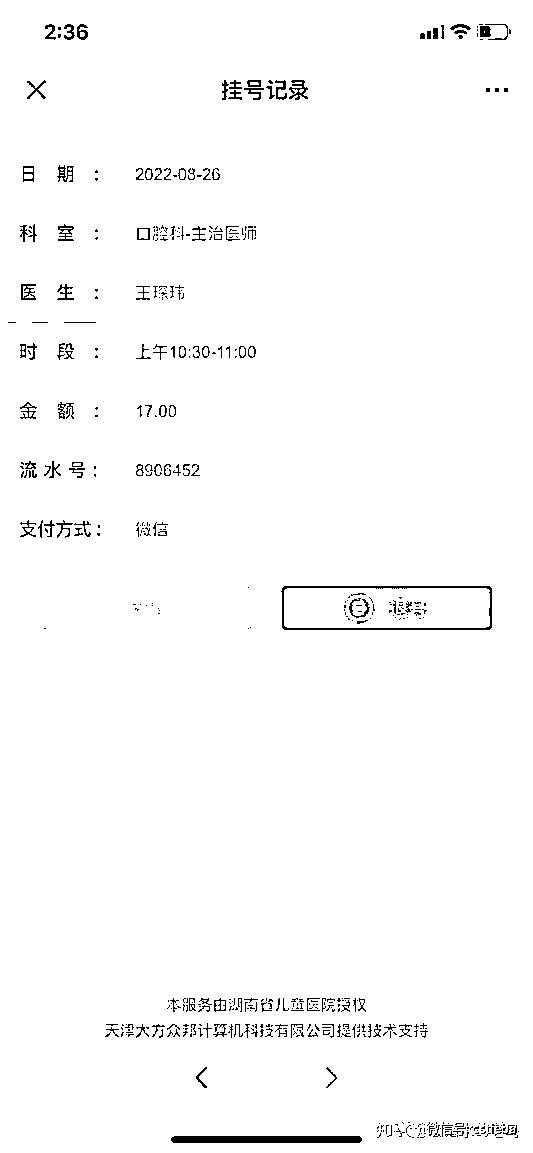 2:36
挂号记录
日 期 : 2022-08-26
科 室 : 口腔科-主治医师
医 生 : 王琛玮
时 段 : 上午10:30-11:00
金 额 : 17.00
流 水 号 : 8906452
支付方式 : 微信
退号
本服务由湖南省儿童医院授权
天津大方众邦计算机科技有限公司提供技术支持